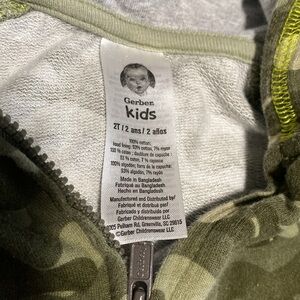 Gerber
kids
2T / 2 ans / 2 años
100% cotton;
hood lining: 93% cotton, 7% rayon
100 % coton ; doublure de capuche :
93 % coton, 7 % rayonne
100% algodón; forro de la capucha:
93% algodón, 7% rayón
Made in Bangladesh
Fabriqué au Bangladesh
Hecho en Bangladesh
Manufactured and Distributed by/
Fabriqué et distribué par/
Fabricado y distribuido por:
Gerber Childrenswear LLC
Pelham Rd, Greenville, SC 29615
©Gerber Childrenswear LLC